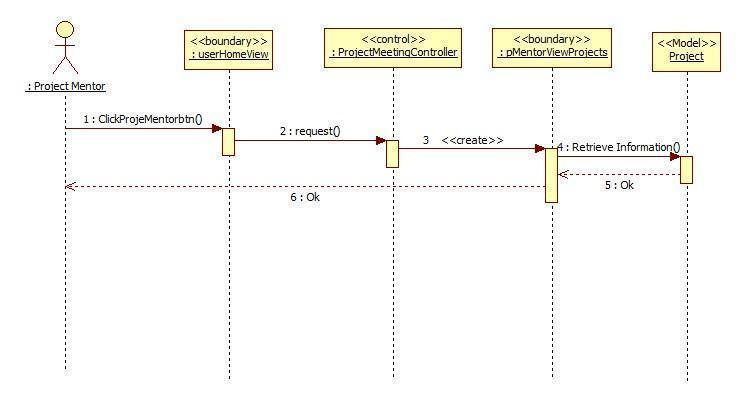 <<boundary>>
: userHomeView
<<control>>
: ProjectMeetingController
<<boundary>>
: pMentorViewProjects
<<Model>>
Project
: Project Mentor
1 : ClickProjeMentorbtn()
2 : request()
3 <<create>>
4 : Retrieve Information()
5 : Ok
6 : Ok